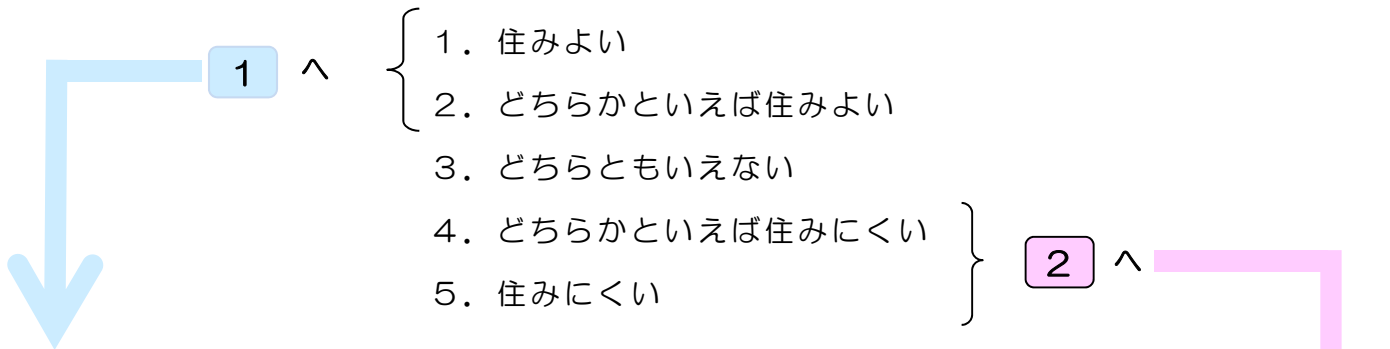 1 へ
１．住みよい
２．どちらかといえば住みよい
３．どちらともいえない
４．どちらかといえば住みにくい
５．住みにくい
2 へ